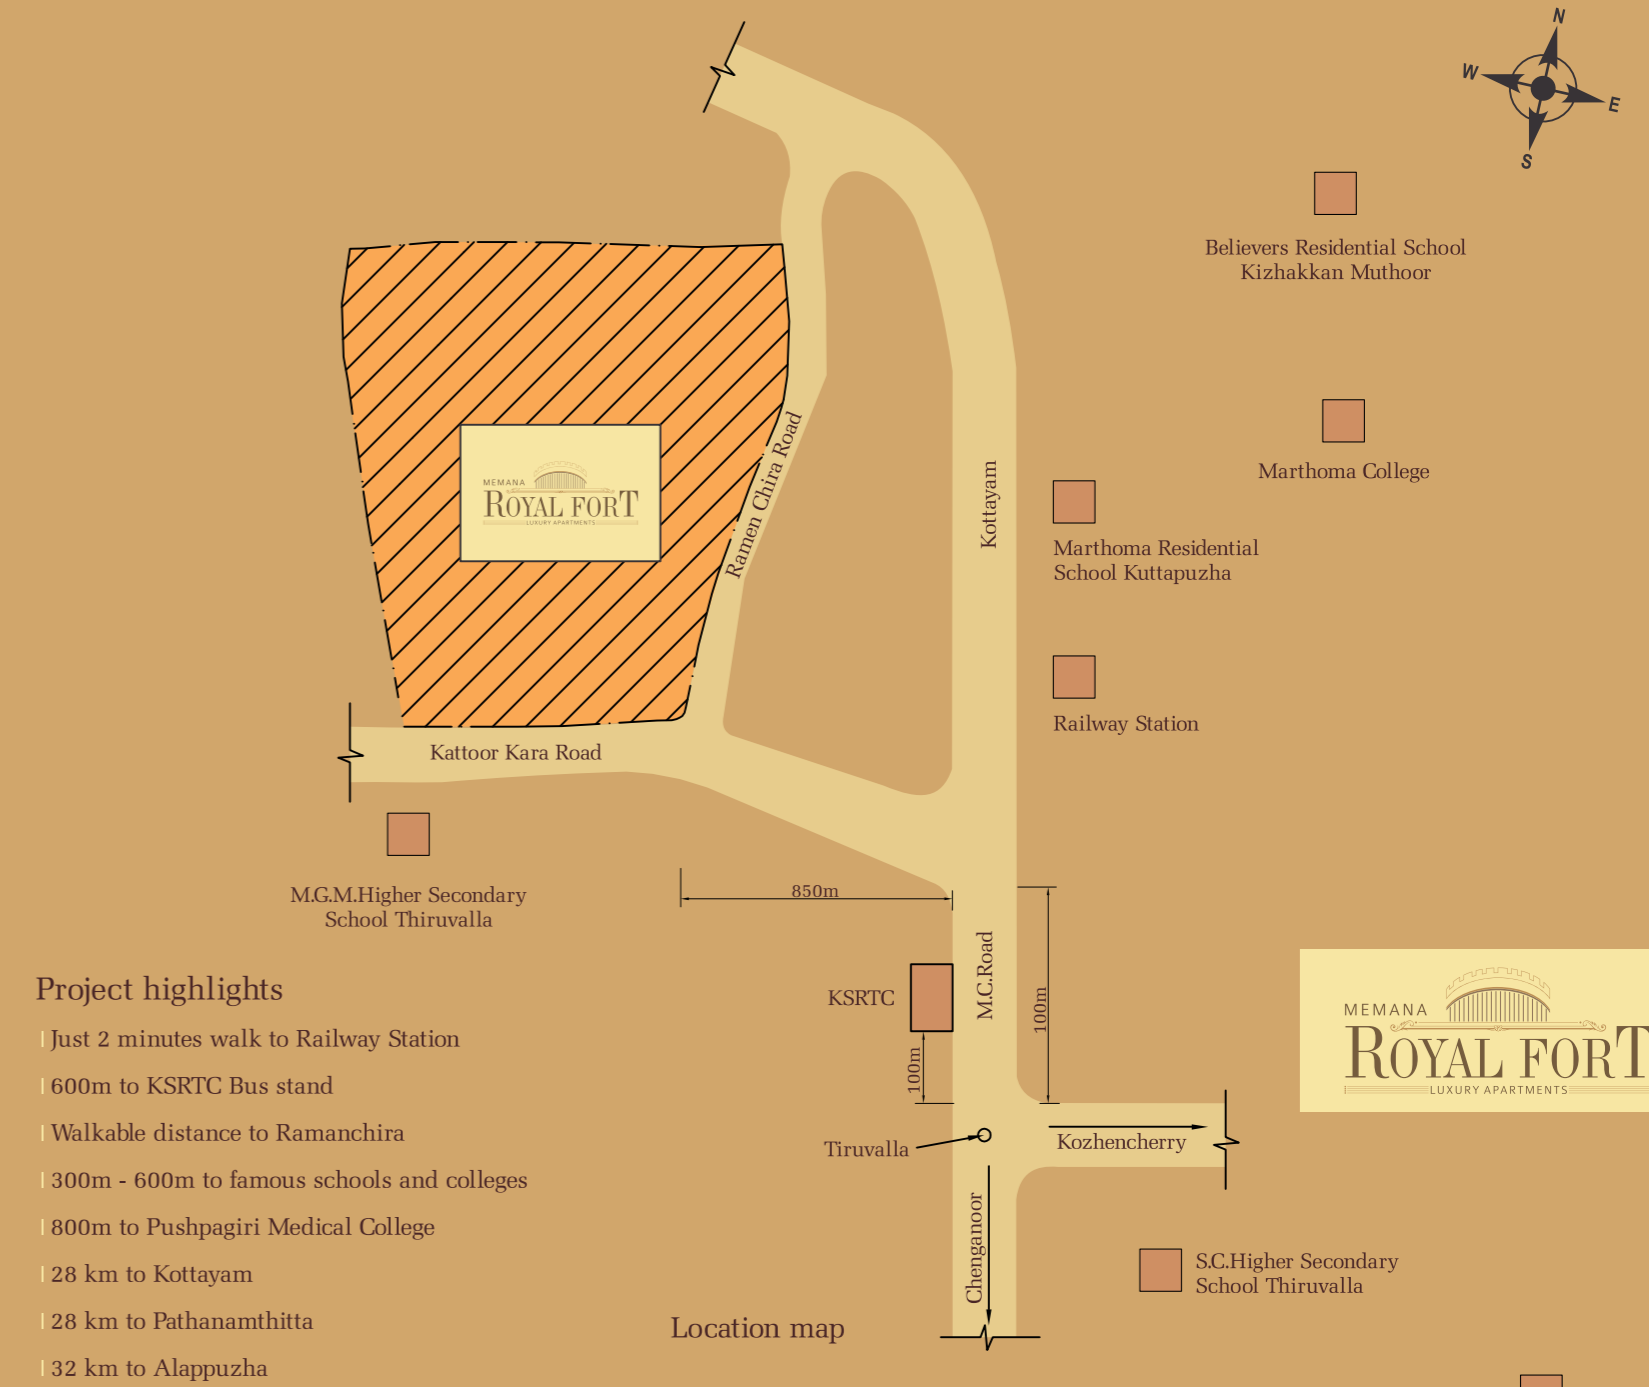 N
W
E
S
Believers Residential School
Kizhakkan Muthoor
Marthoma College
MEMANA
ROYAL FORT
LUXURY APARTMENTS
Ramen Chira Road
Kottayam
Marthoma Residential
School Kuttapuzha
Railway Station
Kattoor Kara Road
M.G.M.Higher Secondary
School Thiruvalla
850m
M.C.Road
100m
KSRTC
100m
Tiruvalla
Kozhencherry
Chenganoor
S.C.Higher Secondary
School Thiruvalla
MEMANA
ROYAL FORT
LUXURY APARTMENTS
Project highlights
Just 2 minutes walk to Railway Station
600m to KSRTC Bus stand
Walkable distance to Ramanchira
300m - 600m to famous schools and colleges
800m to Pushpagiri Medical College
28 km to Kottayam
28 km to Pathanamthitta
32 km to Alappuzha
Location map